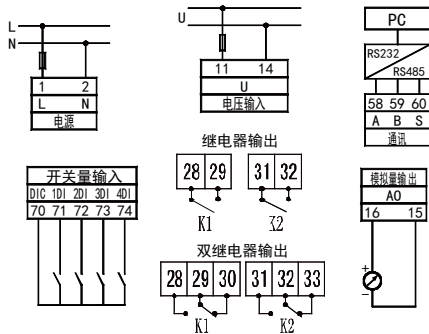 L
N
1 2
L N
电源
U
11 14
U
电压输入
PC
RS232
RS485
58 59 60
A B S
通讯
开关量输入
DIC 1DI 2DI 3DI 4DI
70 71 72 73 74
继电器输出
28 29 31 32
K1 K2
双继电器输出
28 29 30 31 32 33
K1 K2
模拟量输出
AO
16 15
+
−